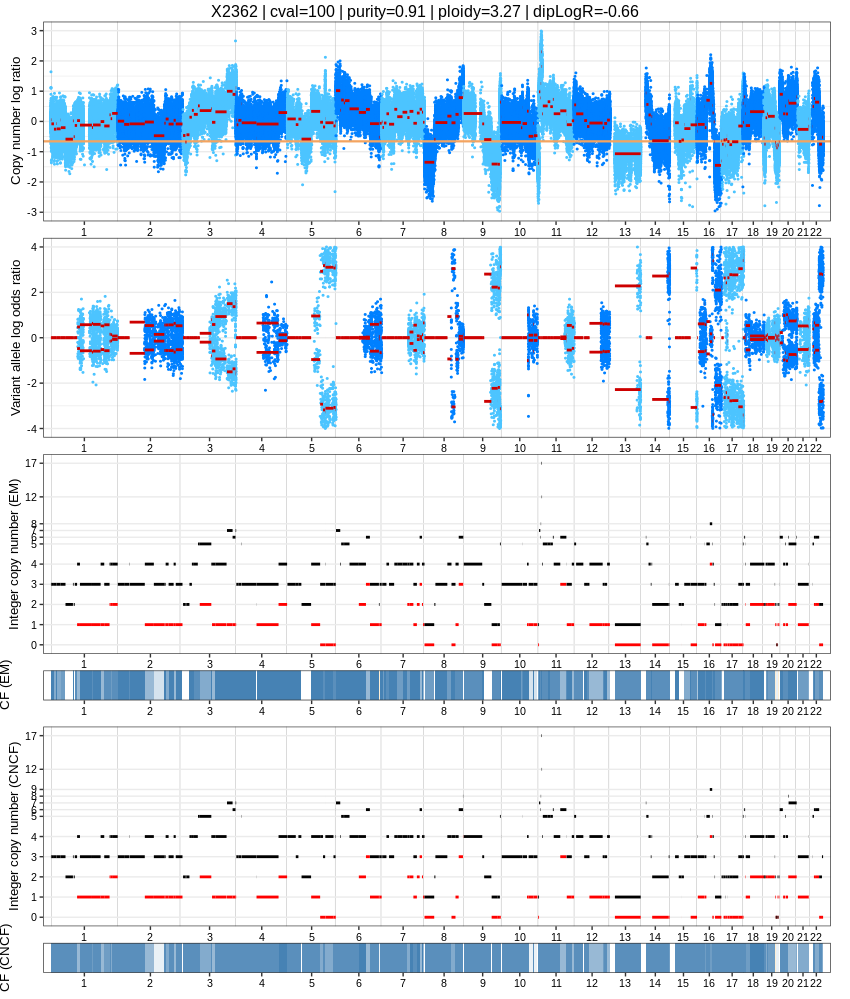 X2362 | cval=100 | purity=0.91 | ploidy=3.27 | dipLogR=-0.66
Copy number log ratio
3
2
1
0
-1
-2
-3
1 2 3 4 5 6 7 8 9 10 11 12 13 14 15 16 17 18 19 20 21 22
Variant allele log odds ratio
4
2
0
-2
-4
1 2 3 4 5 6 7 8 9 10 11 12 13 14 15 16 17 18 19 20 21 22
Integer copy number (EM)
17
12
8
7
6
5
4
3
2
1
0
1 2 3 4 5 6 7 8 9 10 11 12 13 14 15 16 17 18 19 20 21 22
CF (EM)
1 2 3 4 5 6 7 8 9 10 11 12 13 14 15 16 17 18 19 20 21 22
Integer copy number (CNCF)
17
12
9
8
7
6
5
4
3
2
1
0
1 2 3 4 5 6 7 8 9 10 11 12 13 14 15 16 17 18 19 20 21 22
CF (CNCF)
1 2 3 4 5 6 7 8 9 10 11 12 13 14 15 16 17 18 19 20 21 22